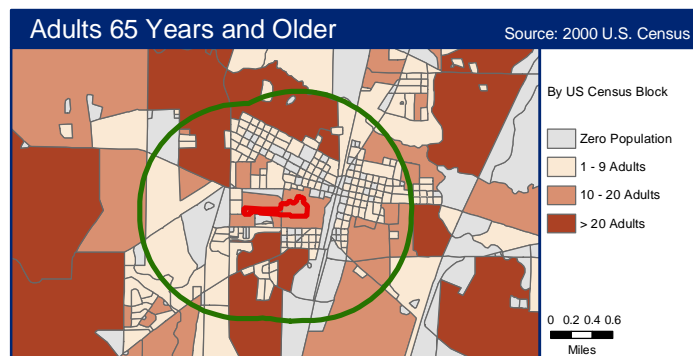 Adults 65 Years and Older
Source: 2000 U.S. Census
By US Census Block
Zero Population
1 - 9 Adults
10 - 20 Adults
> 20 Adults
0 0.2 0.4 0.6
Miles